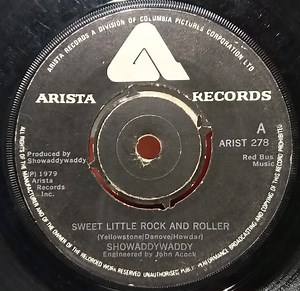 ARISTA RECORDS A DIVISION OF COLUMBIA PICTURES CORPORATION LTD
ARISTA RECORDS
A
ARIST 278
Produced by
Showaddywaddy
Red Bus
Music
(P) 1979
Arista
Records
Inc.
SWEET LITTLE ROCK AND ROLLER
(Yellowstone/Danova/Howdar)
SHOWADDYWADDY
Engineered by John Acock
ALL RIGHTS OF THE MANUFACTURER AND OF THE OWNER OF THE RECORDED WORK RESERVED UNAUTHORISED PUBLIC PERFORMANCE BROADCASTING AND COPYING OF THIS RECORD PROHIBITED